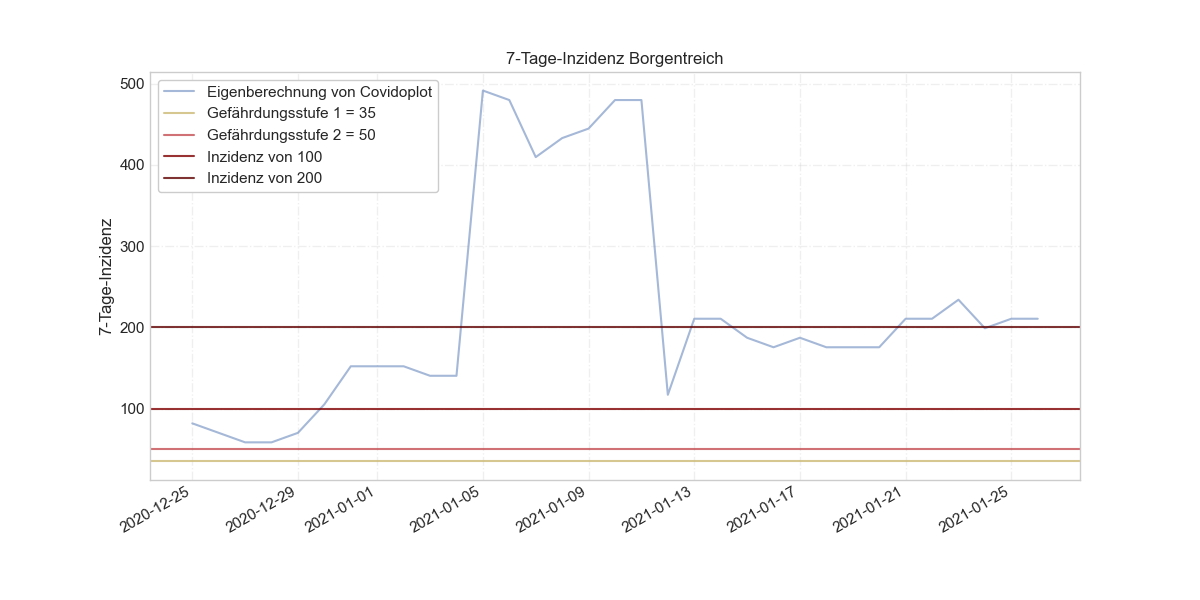 7-Tage-Inzidenz Borgentreich
Eigenberechnung von Covidoplot
Gefährdungsstufe 1 = 35
Gefährdungsstufe 2 = 50
Inzidenz von 100
Inzidenz von 200
7-Tage-Inzidenz
500
400
300
200
100
2020-12-25
2020-12-29
2021-01-01
2021-01-05
2021-01-09
2021-01-13
2021-01-17
2021-01-21
2021-01-25